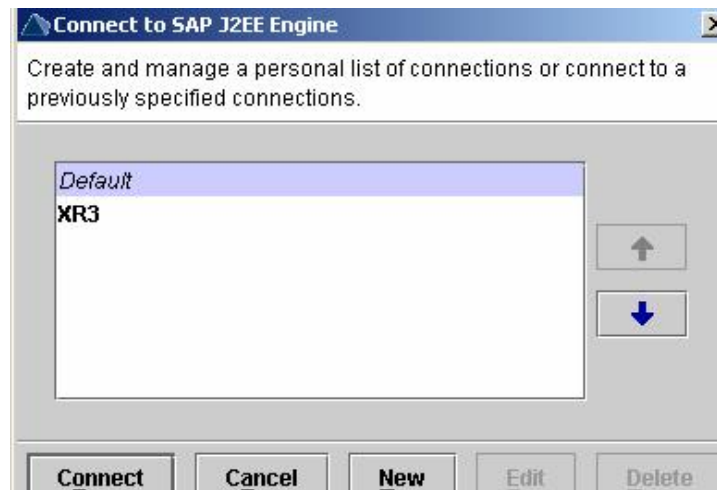 Connect to SAP J2EE Engine
Create and manage a personal list of connections or connect to a
previously specified connections.
Default
XR3
Connect Cancel New Edit Delete